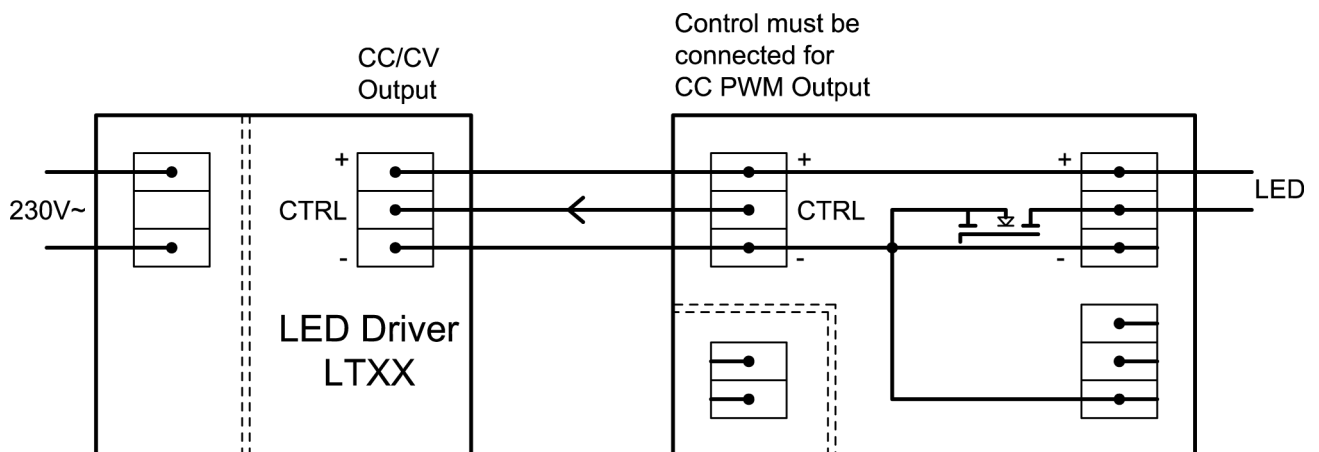 Control must be
connected for
CC PWM Output
CC/CV
Output
+
+
+
230V~
CTRL
CTRL
LED
-
-
-
LED Driver
LTXX